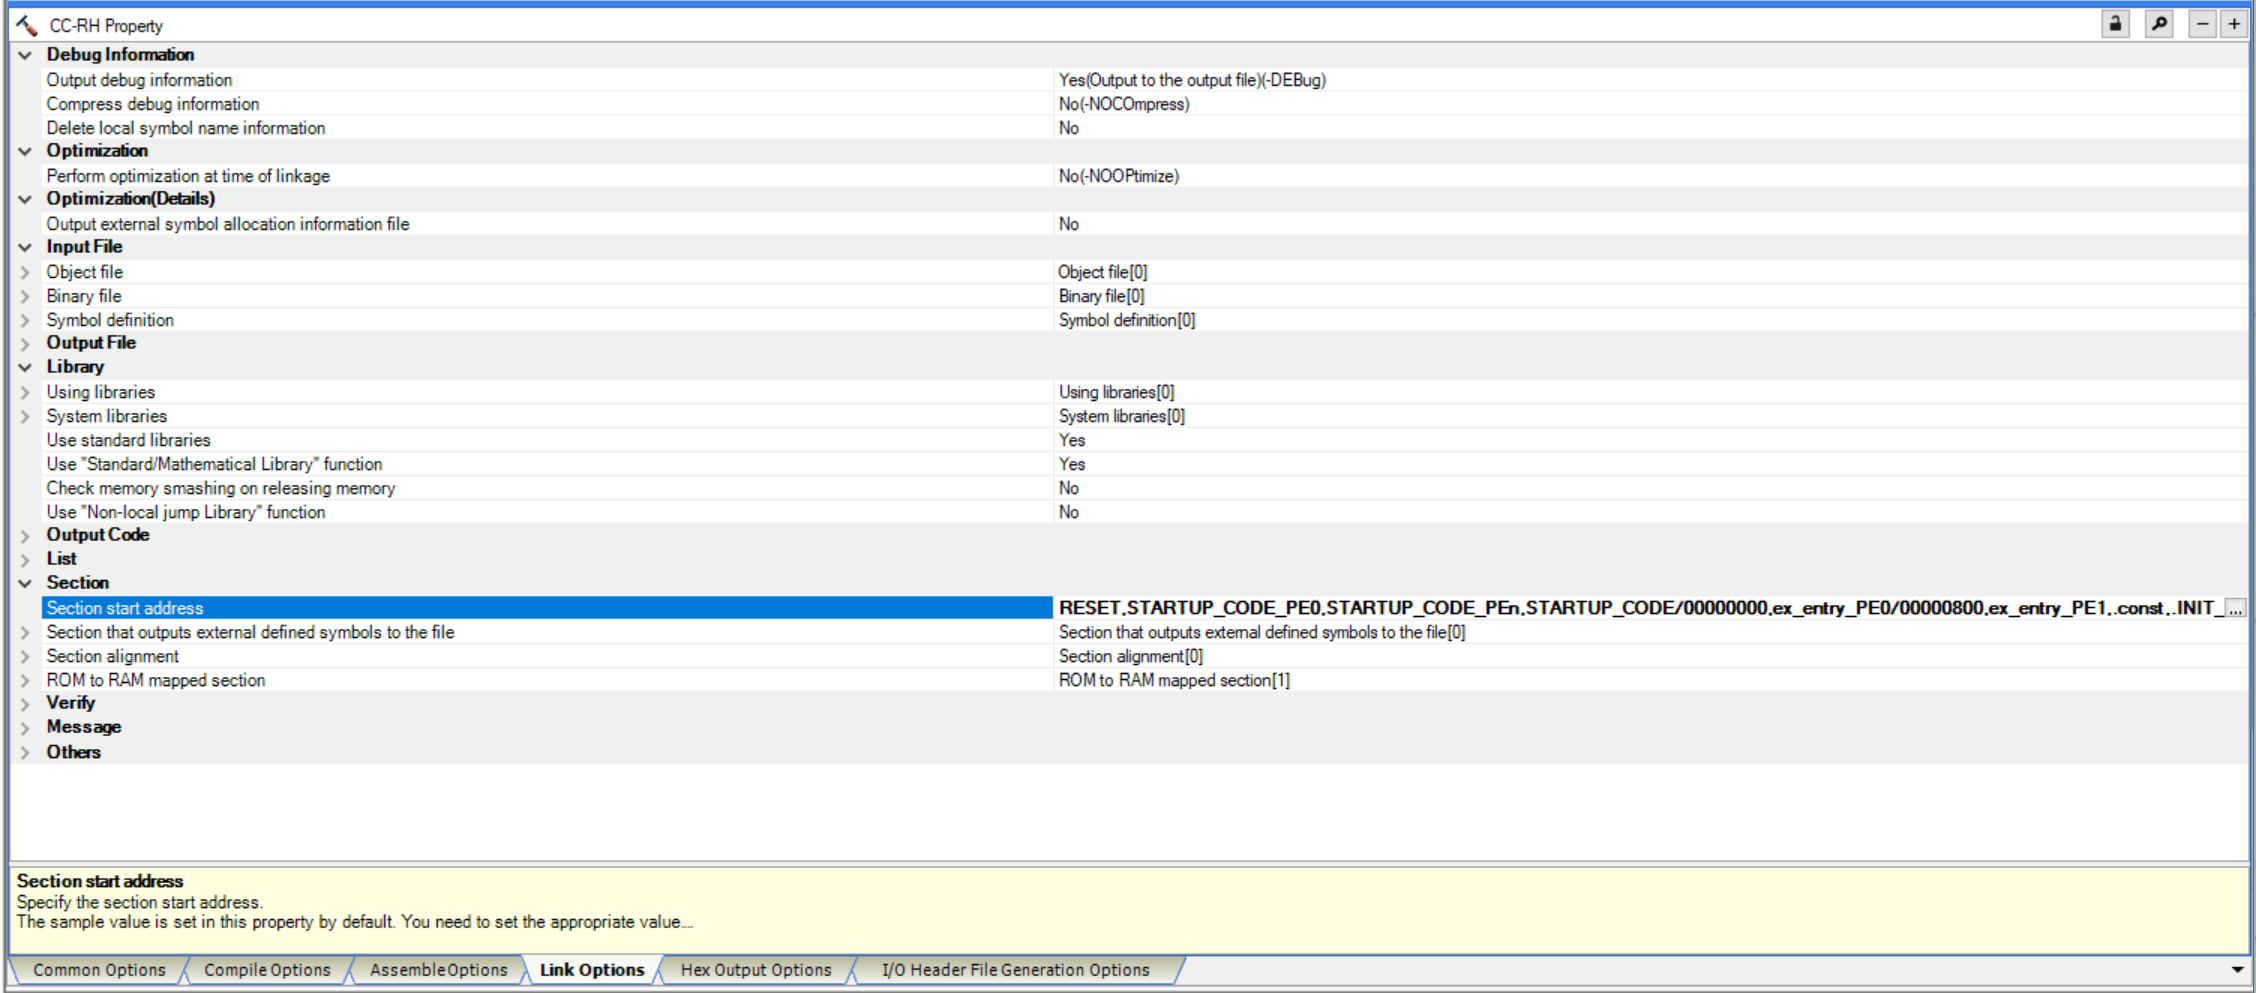 CC-RH Property
Debug Information
Output debug information Yes(Output to the output file)(-DEBug)
Compress debug information No(-NOCOmpress)
Delete local symbol name information No
Optimization
Perform optimization at time of linkage No(-NOOPtimize)
Optimization(Details)
Output external symbol allocation information file No
Input File
Object file Object file[0]
Binary file Binary file[0]
Symbol definition Symbol definition[0]
Output File
Library
Using libraries Using libraries[0]
System libraries System libraries[0]
Use standard libraries Yes
Use "Standard/Mathematical Library" function Yes
Check memory smashing on releasing memory No
Use "Non-local jump Library" function No
Output Code
List
Section
Section start address RESET,STARTUP_CODE_PE0,STARTUP_CODE_PEn,STARTUP_CODE/00000000,ex_entry_PE0/00000800,ex_entry_PE1,.const,.INIT_ ...
Section that outputs external defined symbols to the file Section that outputs external defined symbols to the file[0]
Section alignment Section alignment[0]
ROM to RAM mapped section ROM to RAM mapped section[1]
Verify
Message
Others
Section start address
Specify the section start address.
The sample value is set in this property by default. You need to set the appropriate value....
Common Options Compile Options Assemble Options Link Options Hex Output Options I/O Header File Generation Options